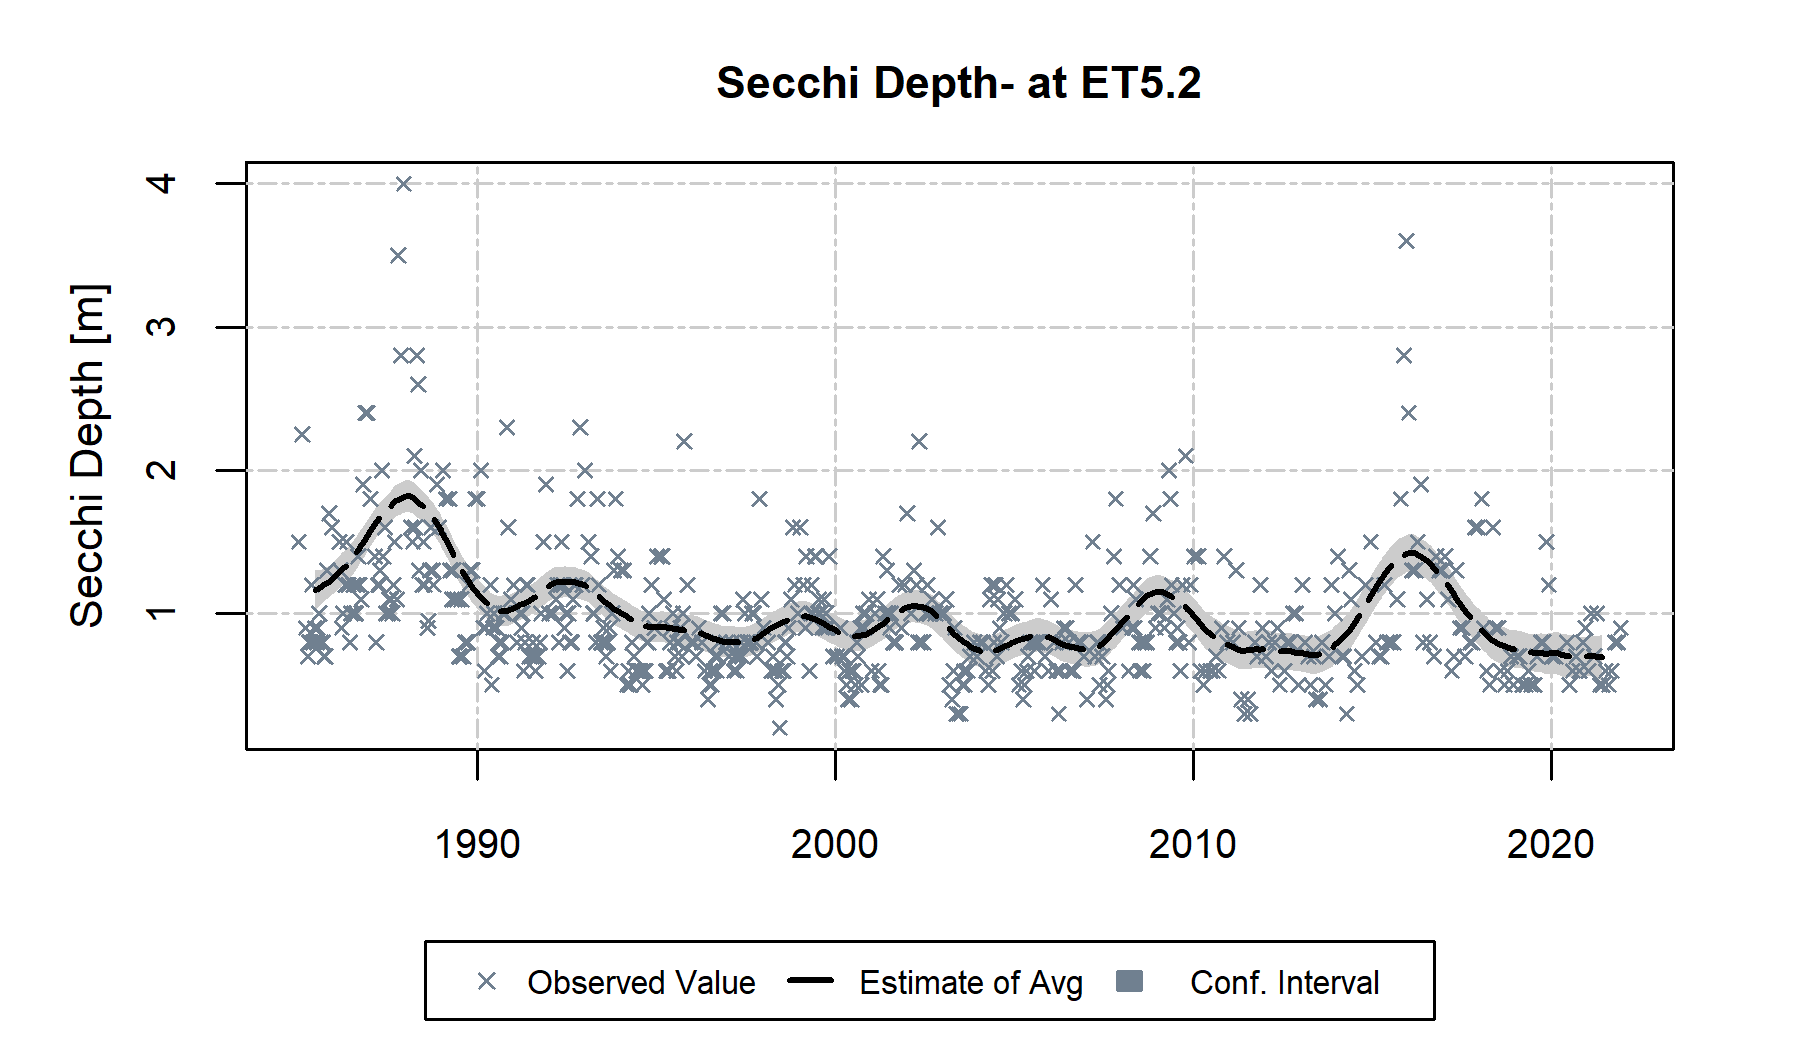 Secchi Depth- at ET5.2
Secchi Depth [m]
4
3
2
1
1990 2000 2010 2020
Observed Value Estimate of Avg Conf. Interval